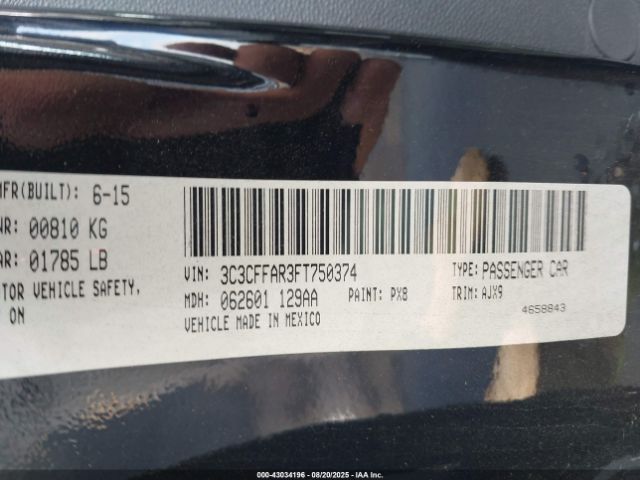 MFR(BUILT): 6-15
WR: 00810 KG
AR: 01785 LB
TOR VEHICLE SAFETY,
ON
VIN: 3C3CFFAR3FT750374
TYPE: PASSENGER CAR
MDH: 062601 129AA
PAINT: PX8
TRIM: AJX9
VEHICLE MADE IN MEXICO
4658843
000-43034196 - 08/20/2025 - IAA Inc.